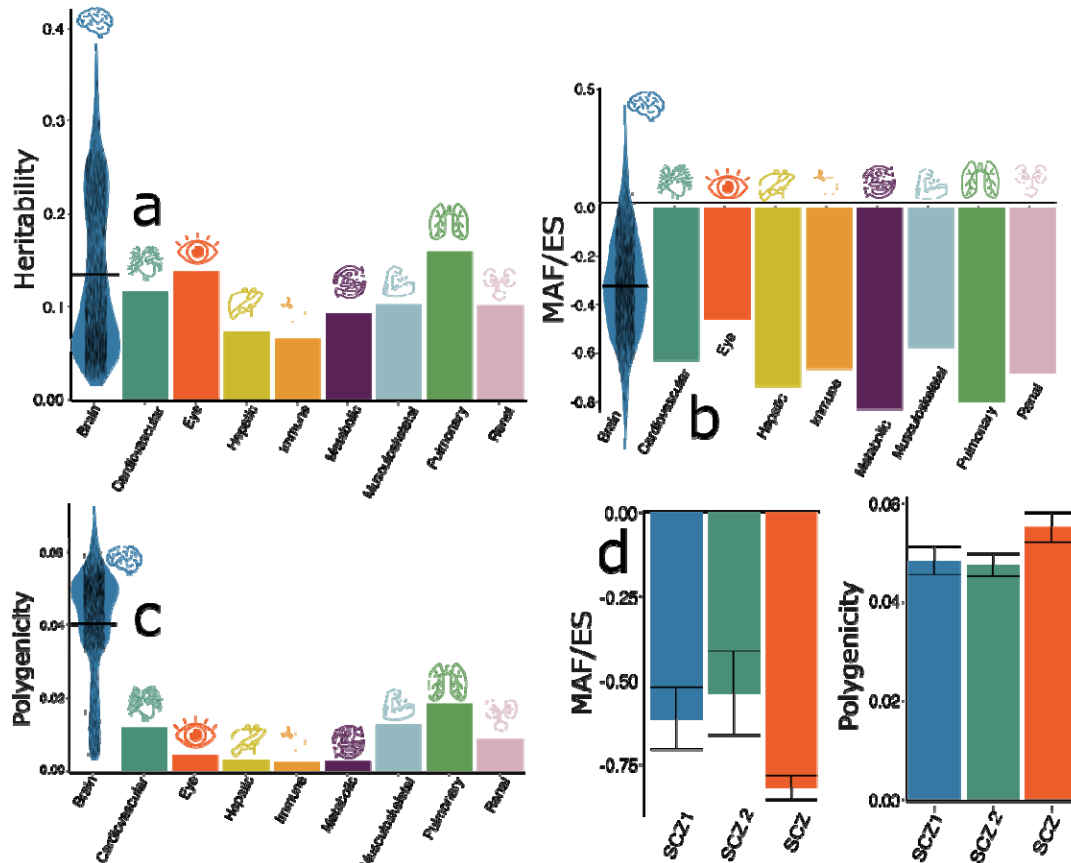 0.4
0.3
0.2
0.1
0.00
Heritability
a
Brain
Cardiovascular
Eye
Hepatic
Immune
Metabolic
Musculoskeletal
Pulmonary
Renal
0.5
0.0
-0.2
-0.4
-0.6
-0.8
MAF/ES
b
Brain
Cardiovascular
Eye
Hepatic
Immune
Metabolic
Musculoskeletal
Pulmonary
Renal
0.06
0.04
0.02
0.00
Polygenicity
c
Brain
Cardiovascular
Eye
Hepatic
Immune
Metabolic
Musculoskeletal
Pulmonary
Renal
d
0.00
-0.25
-0.50
-0.75
MAF/ES
SCZ1
SCZ 2
SCZ
0.06
0.04
0.02
0.00
Polygenicity
SCZ1
SCZ 2
SCZ